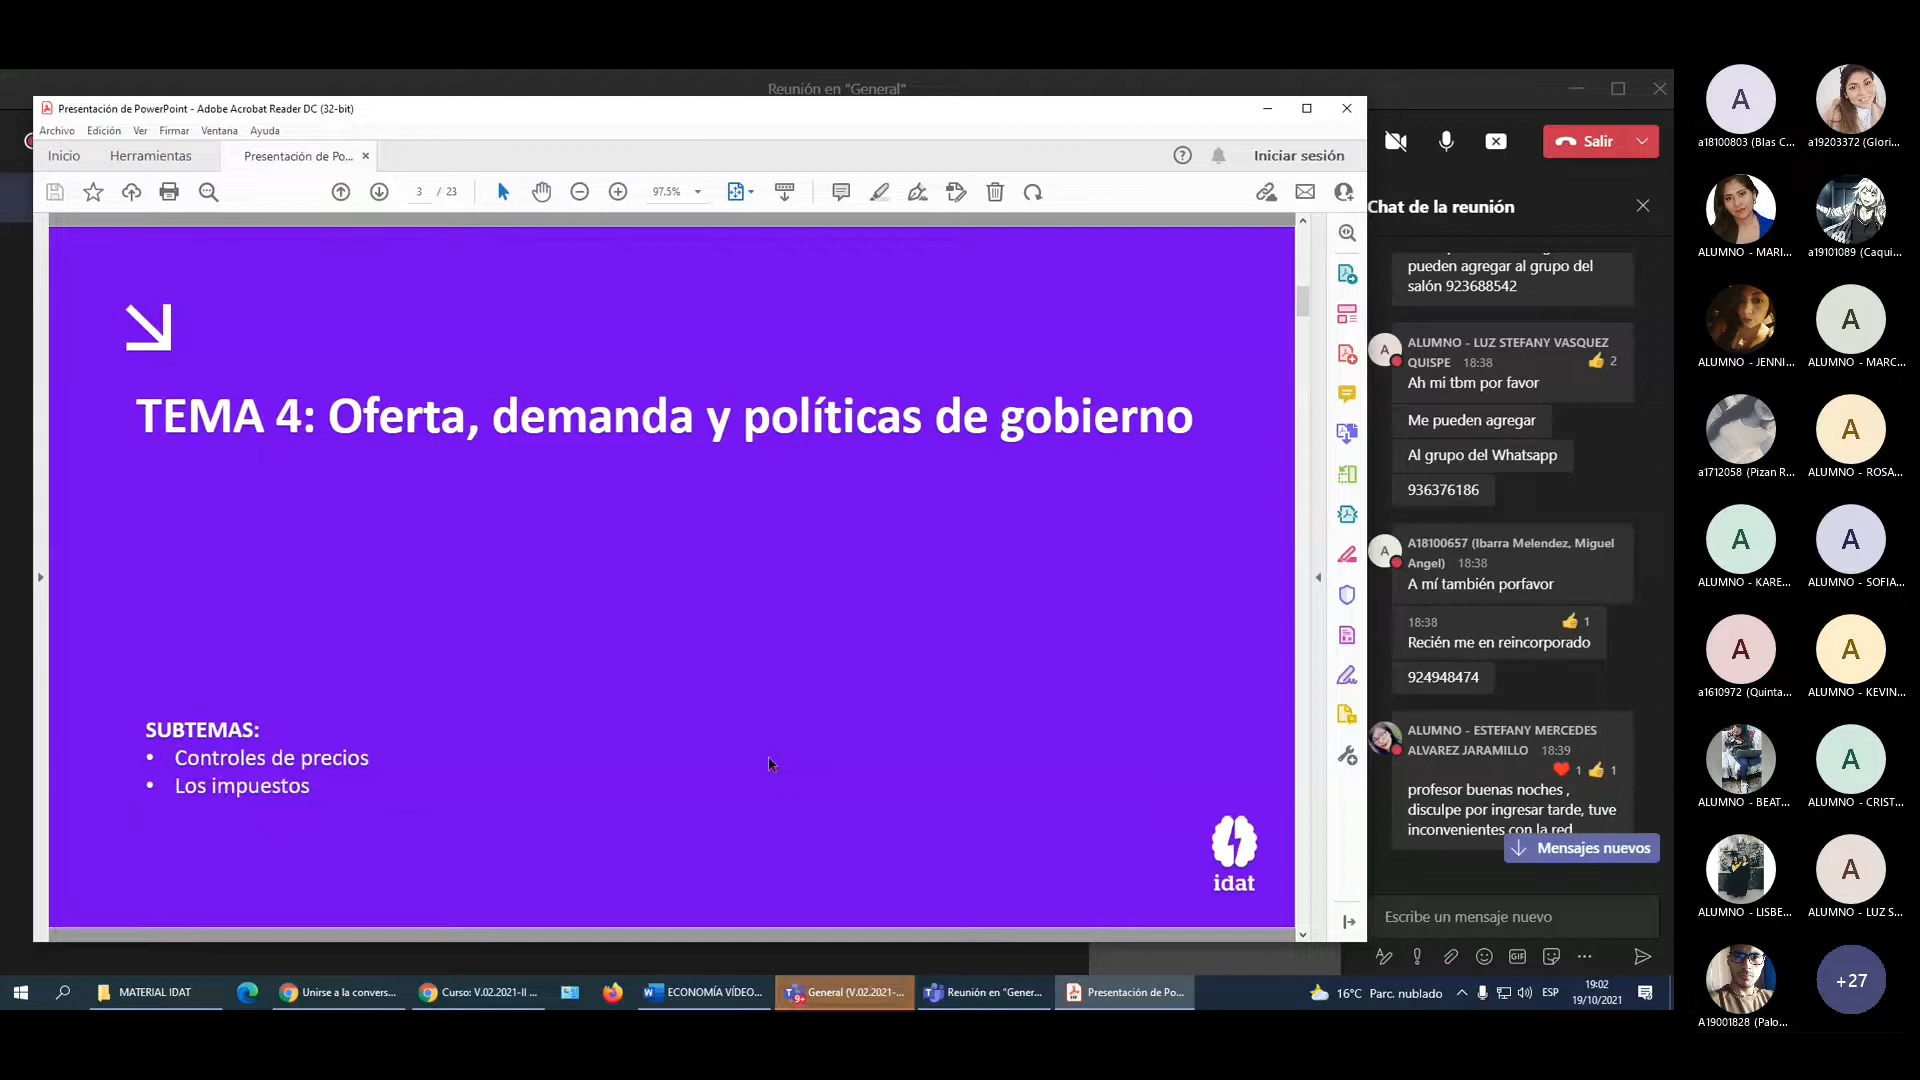 Reunión en "General"
Presentación de PowerPoint - Adobe Acrobat Reader DC (32-bit)
Archivo Edición Ver Firmar Ventana Ayuda
Inicio Herramientas Presentación de Po... Iniciar sesión
3 / 23 97.5%
TEMA 4: Oferta, demanda y políticas de gobierno
SUBTEMAS:
• Controles de precios
• Los impuestos
idat
Salir
Chat de la reunión
pueden agregar al grupo del
salón 923688542
ALUMNO - LUZ STEFANY VASQUEZ
QUISPE 18:38 2
Ah mi tbm por favor
Me pueden agregar
Al grupo del Whatsapp
936376186
A18100657 (Ibarra Melendez, Miguel
Angel) 18:38
A mí también porfavor
18:38 1
Recién me en reincorporado
924948474
ALUMNO - ESTEFANY MERCEDES
ALVAREZ JARAMILLO 18:39
1 1
profesor buenas noches ,
disculpe por ingresar tarde, tuve
inconvenientes con la red
Mensajes nuevos
Escribe un mensaje nuevo
GIF
A
a18100803 (Blas C... a19203372 (Glori...
ALUMNO - MARI... a19101089 (Caqui...
A
ALUMNO - JENNI... ALUMNO - MARC...
A
a1712058 (Pizan R... ALUMNO - ROSA...
A A
ALUMNO - KARE... ALUMNO - SOFIA...
A A
a1610972 (Quinta... ALUMNO - KEVIN...
A
ALUMNO - BEAT... ALUMNO - CRIST...
A
ALUMNO - LISBE... ALUMNO - LUZ S...
+27
A19001828 (Palo...
MATERIAL IDAT Unirse a la convers... Curso: V.02.2021-II ... ECONOMÍA VÍDEO... 9+ General (V.02.2021-... Reunión en "Gener... Presentación de Po... 16°C Parc. nublado ESP 19:02
19/10/2021